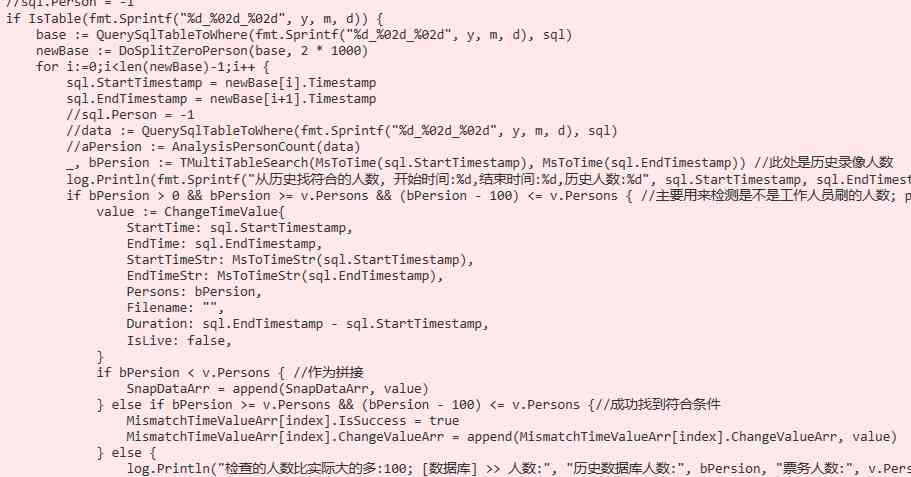 //sql.Person = -1
if IsTable(fmt.Sprintf("%d_%02d_%02d", y, m, d)) {
    base := QuerySqlTableToWhere(fmt.Sprintf("%d_%02d_%02d", y, m, d), sql)
    newBase := DoSplitZeroPerson(base, 2 * 1000)
    for i:=0;i<len(newBase)-1;i++ {
        sql.StartTimestamp = newBase[i].Timestamp
        sql.EndTimestamp = newBase[i+1].Timestamp
        //sql.Person = -1
        //data := QuerySqlTableToWhere(fmt.Sprintf("%d_%02d_%02d", y, m, d), sql)
        //aPersion := AnalysisPersonCount(data)
        _, bPersion := TMultiTableSearch(MsToTime(sql.StartTimestamp), MsToTime(sql.EndTimestamp)) //此处是历史录像人数
        log.Println(fmt.Sprintf("从历史找符合的人数, 开始时间:%d,结束时间:%d,历史人数:%d", sql.StartTimestamp, sql.EndTimest
        if bPersion > 0 && bPersion >= v.Persons && (bPersion - 100) <= v.Persons { //主要用来检测是不是工作人员刷的人数; p
            value := ChangeTimeValue{
                StartTime: sql.StartTimestamp,
                EndTime: sql.EndTimestamp,
                StartTimeStr: MsToTimeStr(sql.StartTimestamp),
                EndTimeStr: MsToTimeStr(sql.EndTimestamp),
                Persons: bPersion,
                Filename: "",
                Duration: sql.EndTimestamp - sql.StartTimestamp,
                IsLive: false,
            }
            if bPersion < v.Persons { //作为拼接
                SnapDataArr = append(SnapDataArr, value)
            } else if bPersion >= v.Persons && (bPersion - 100) <= v.Persons {//成功找到符合条件
                MismatchTimeValueArr[index].IsSuccess = true
                MismatchTimeValueArr[index].ChangeValueArr = append(MismatchTimeValueArr[index].ChangeValueArr, value)
            } else {
                log.Println("检查的人数比实际大的多:100; [数据库] >> 人数:", "历史数据库人数:", bPersion, "票务人数:", v.Pers